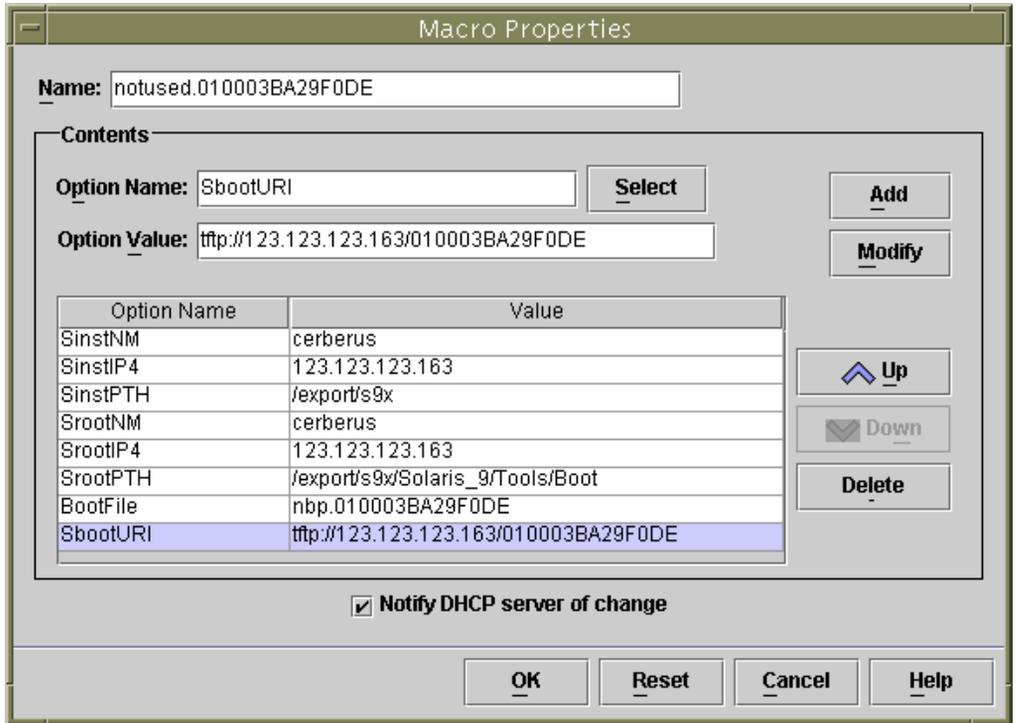 Macro Properties
Name: notused.010003BA29F0DE
Contents
Option Name: SbootURI Select Add
Option Value: tftp://123.123.123.163/010003BA29F0DE Modify
Option Name Value
SinstNM cerberus
SinstIP4 123.123.123.163
SinstPTH /export/s9x
SrootNM cerberus
SrootIP4 123.123.123.163
SrootPTH /export/s9x/Solaris_9/Tools/Boot
BootFile nbp.010003BA29F0DE
SbootURI tftp://123.123.123.163/010003BA29F0DE
Up
Down
Delete
Notify DHCP server of change
OK Reset Cancel Help